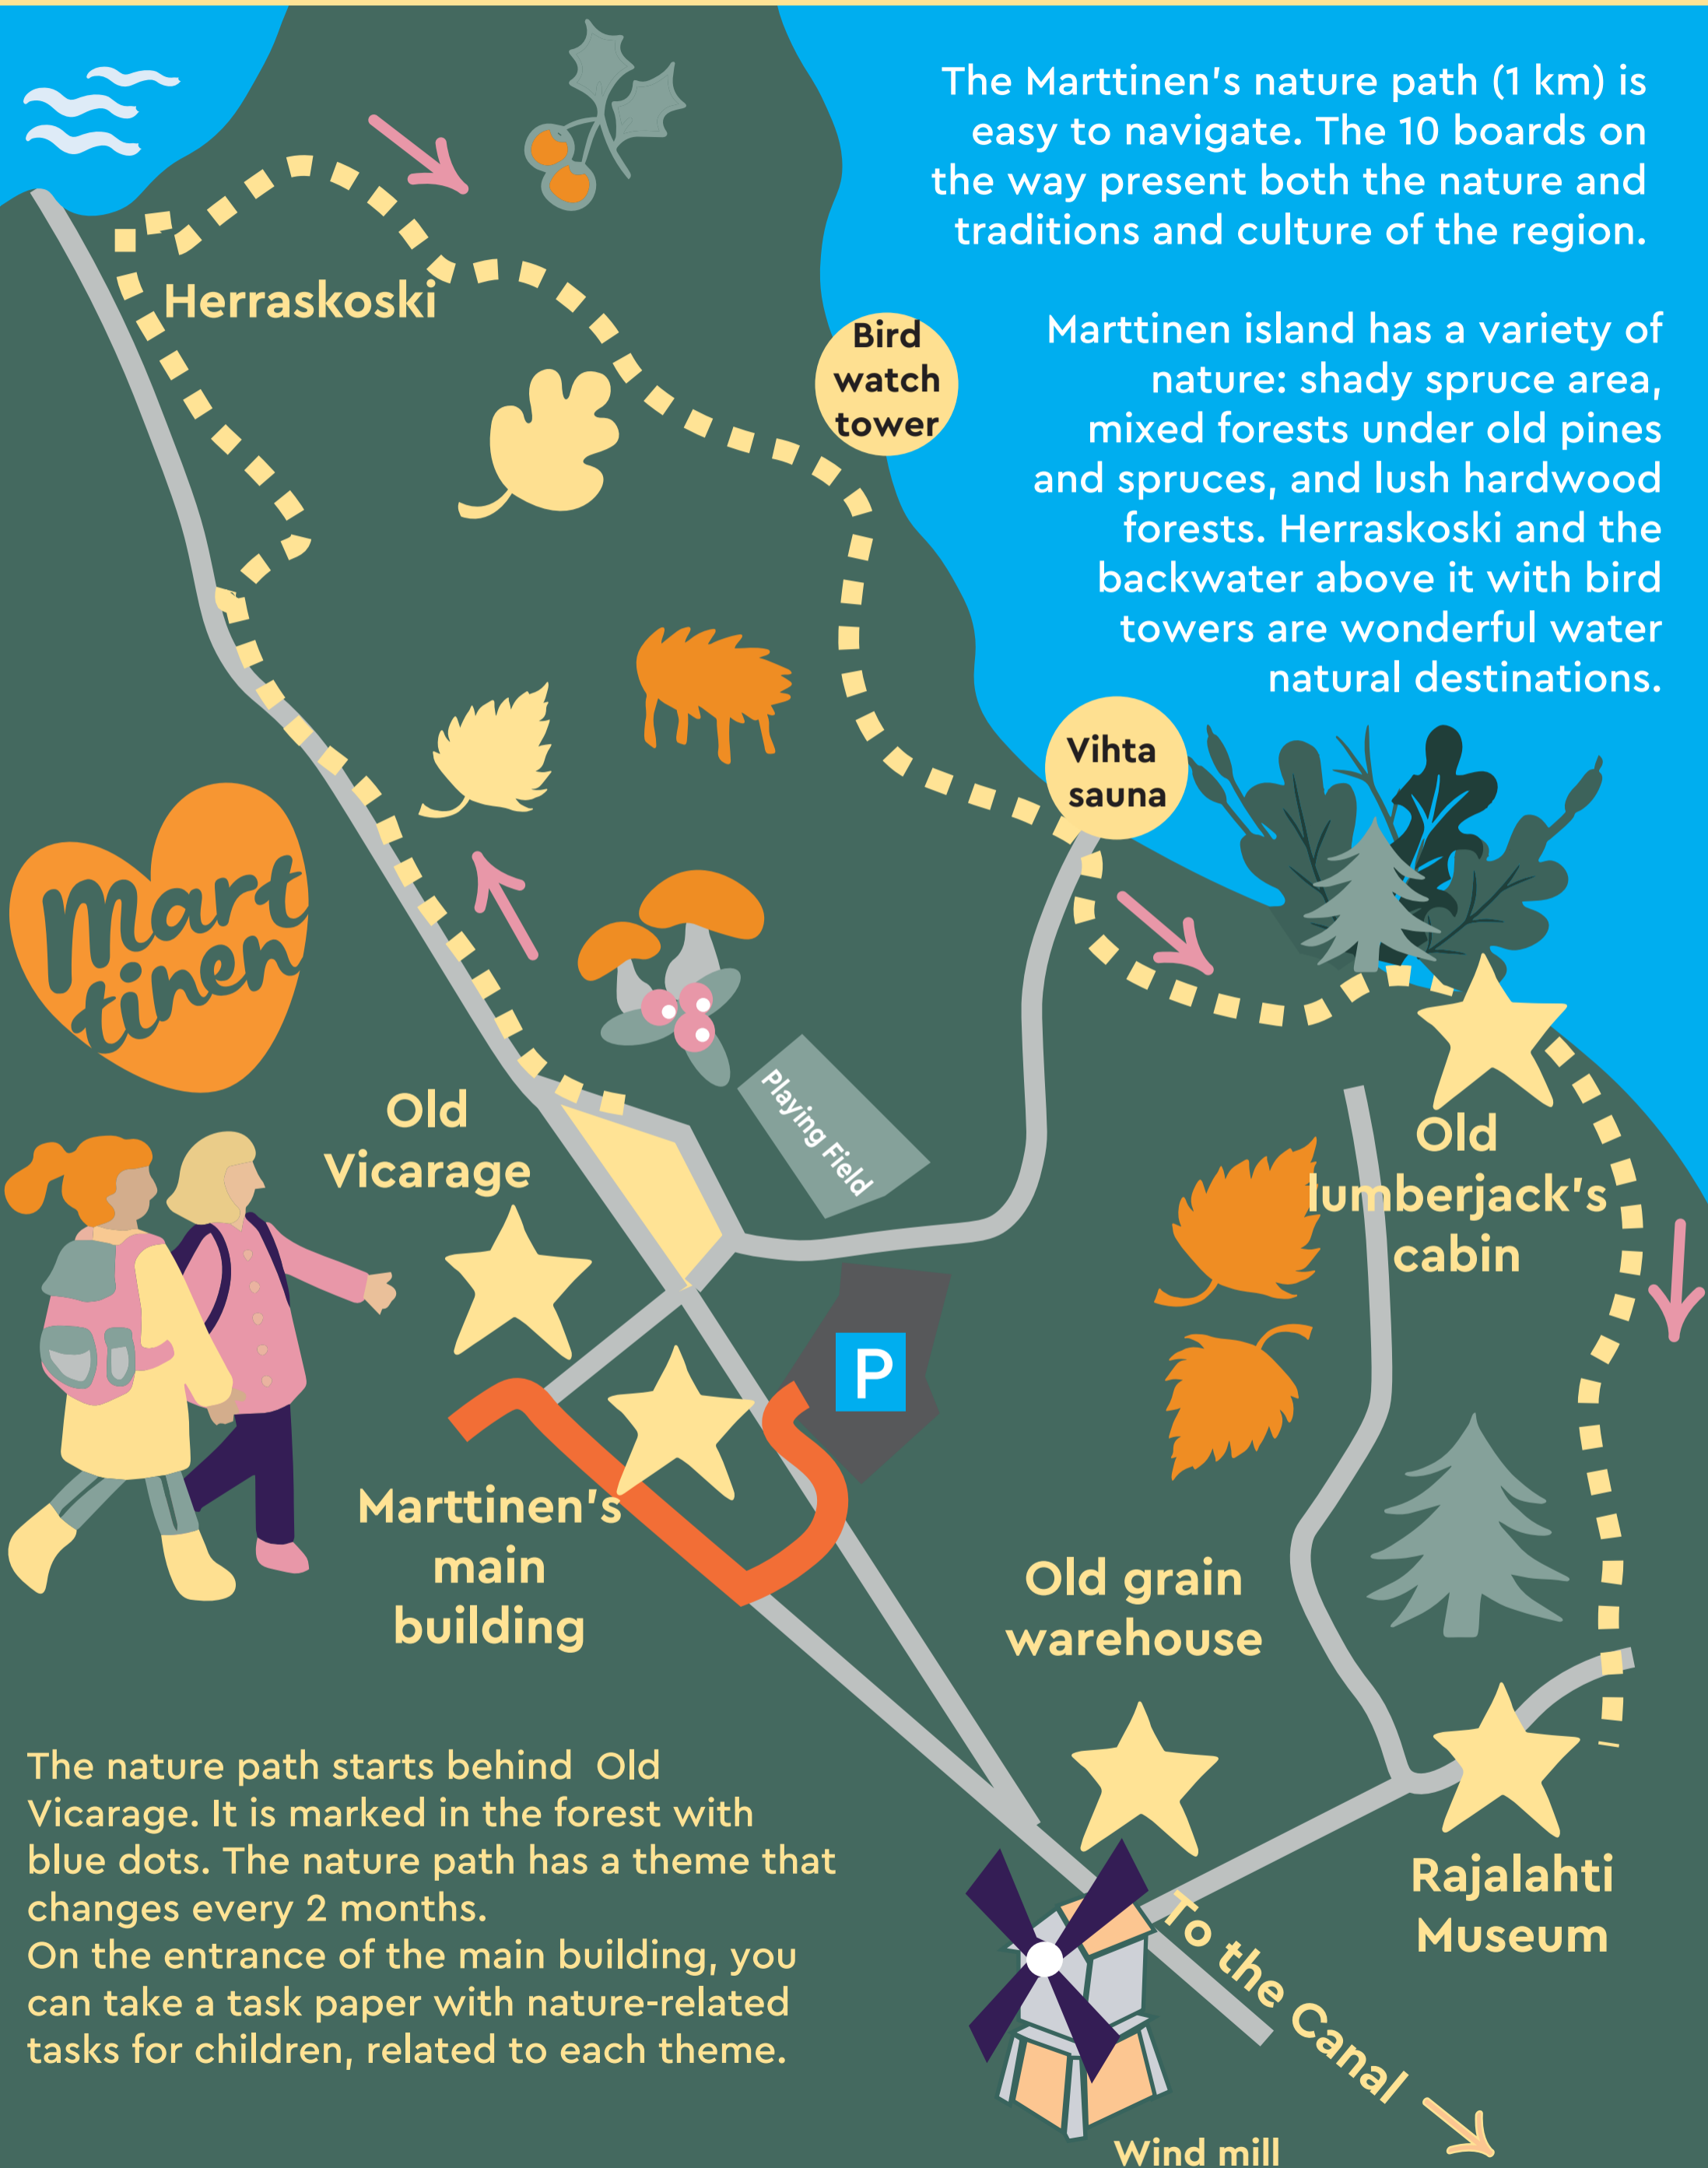 The Marttinen's nature path (1 km) is
easy to navigate. The 10 boards on
the way present both the nature and
traditions and culture of the region.
Marttinen island has a variety of
nature: shady spruce area,
mixed forests under old pines
and spruces, and lush hardwood
forests. Herraskoski and the
backwater above it with bird
towers are wonderful water
natural destinations.
Herraskoski
Bird
watch
tower
Vihta
sauna
Mart
tinen
Playing Field
Old
Vicarage
Old
lumberjack's
cabin
P
Marttinen's
main
building
Old grain
warehouse
The nature path starts behind Old
Vicarage. It is marked in the forest with
blue dots. The nature path has a theme that
changes every 2 months.
On the entrance of the main building, you
can take a task paper with nature-related
tasks for children, related to each theme.
Rajalahti
Museum
To the Canal
Wind mill